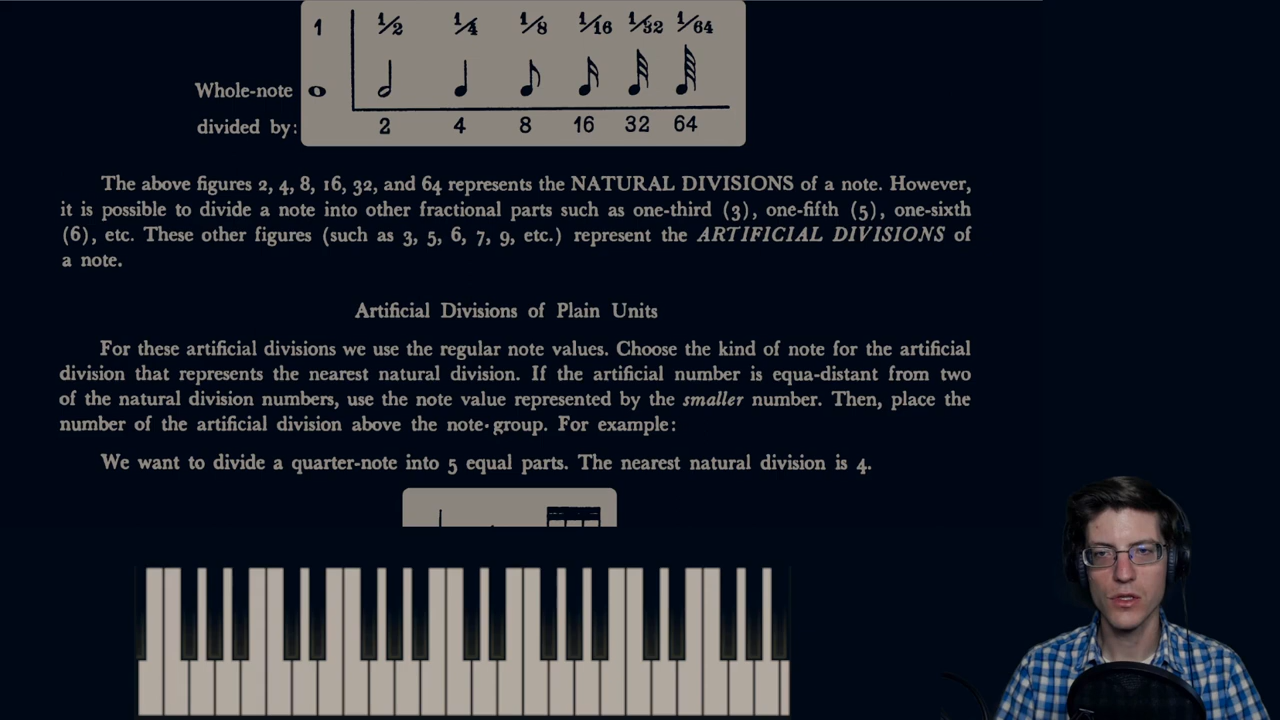 1 1/2 1/4 1/8 1/16 1/32 1/64
Whole-note
divided by: 2 4 8 16 32 64
The above figures 2, 4, 8, 16, 32, and 64 represents the NATURAL DIVISIONS of a note. However,
it is possible to divide a note into other fractional parts such as one-third (3), one-fifth (5), one-sixth
(6), etc. These other figures (such as 3, 5, 6, 7, 9, etc.) represent the ARTIFICIAL DIVISIONS of
a note.
Artificial Divisions of Plain Units
For these artificial divisions we use the regular note values. Choose the kind of note for the artificial
division that represents the nearest natural division. If the artificial number is equa-distant from two
of the natural division numbers, use the note value represented by the smaller number. Then, place the
number of the artificial division above the note-group. For example:
We want to divide a quarter-note into 5 equal parts. The nearest natural division is 4.